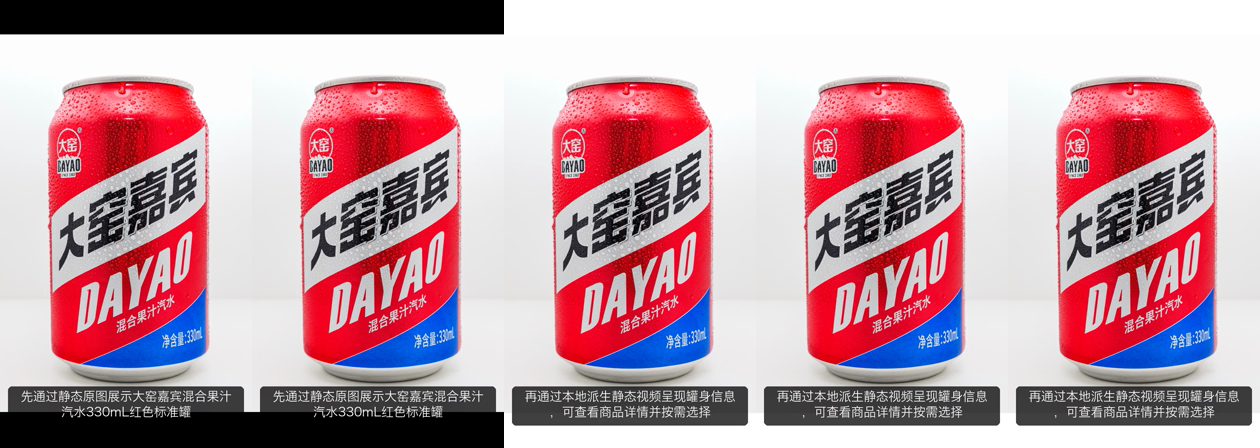 大窑
DAYAO
大窑嘉宾
DAYAO
混合果汁汽水
净含量:330mL
先通过静态原图展示大窑嘉宾混合果汁
汽水330mL红色标准罐
大窑
DAYAO
大窑嘉宾
DAYAO
混合果汁汽水
净含量:330mL
先通过静态原图展示大窑嘉宾混合果汁
汽水330mL红色标准罐
大窑
DAYAO
大窑嘉宾
DAYAO
混合果汁汽水
净含量:330mL
再通过本地派生静态视频呈现罐身信息
，可查看商品详情并按需选择
大窑
DAYAO
大窑嘉宾
DAYAO
混合果汁汽水
净含量:330mL
再通过本地派生静态视频呈现罐身信息
，可查看商品详情并按需选择
大窑
DAYAO
大窑嘉宾
DAYAO
混合果汁汽水
净含量:330mL
再通过本地派生静态视频呈现罐身信息
，可查看商品详情并按需选择